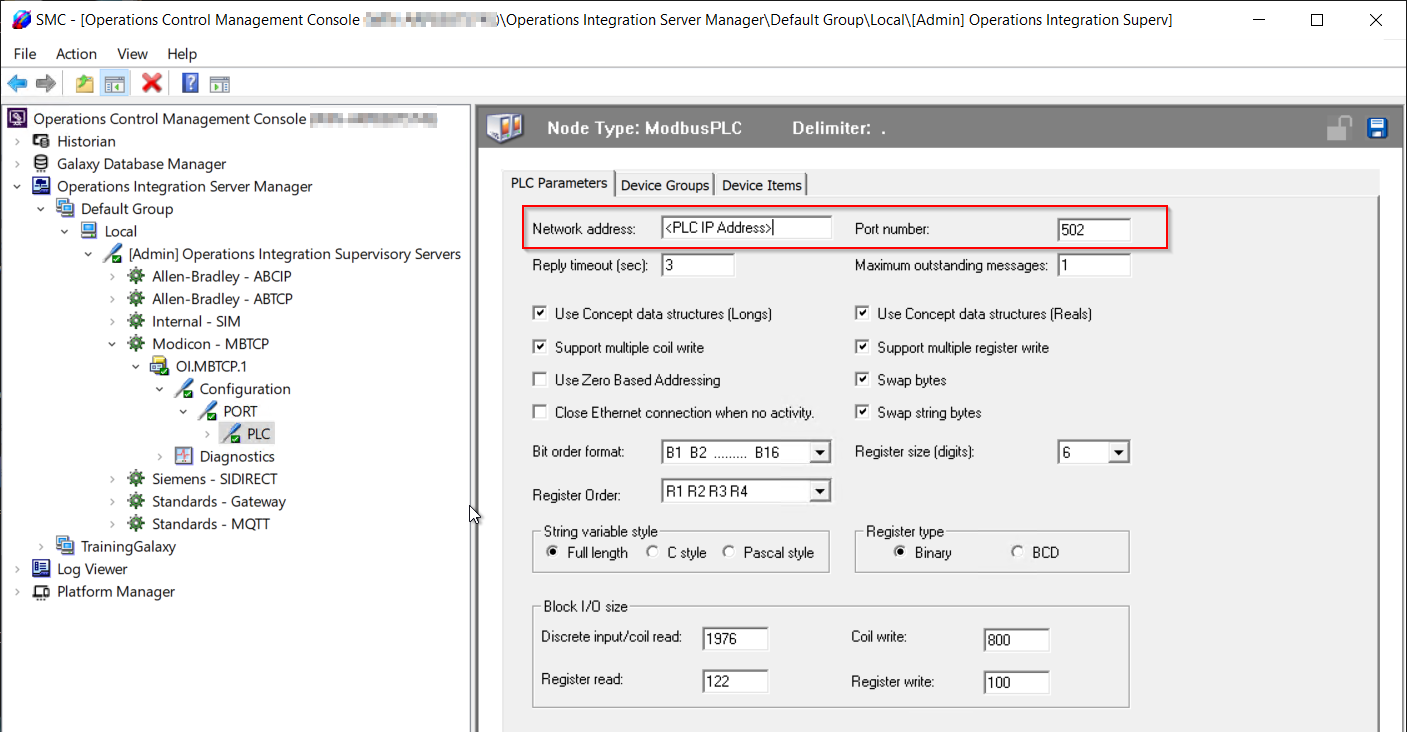 SMC - [Operations Control Management Console \Operations Integration Server Manager\Default Group\Local\[Admin] Operations Integration Superv]
File Action View Help
Operations Control Management Console
Historian
Galaxy Database Manager
Operations Integration Server Manager
Default Group
Local
[Admin] Operations Integration Supervisory Servers
Allen-Bradley - ABCIP
Allen-Bradley - ABTCP
Internal - SIM
Modicon - MBTCP
OI.MBTCP.1
Configuration
PORT
PLC
Diagnostics
Siemens - SIDIRECT
Standards - Gateway
Standards - MQTT
TrainingGalaxy
Log Viewer
Platform Manager
Node Type: ModbusPLC Delimiter: .
PLC Parameters Device Groups Device Items
Network address: <PLC IP Address> Port number: 502
Reply timeout (sec): 3 Maximum outstanding messages: 1
Use Concept data structures (Longs) Use Concept data structures (Reals)
Support multiple coil write Support multiple register write
Use Zero Based Addressing Swap bytes
Close Ethernet connection when no activity. Swap string bytes
Bit order format: B1 B2 ......... B16 Register size (digits): 6
Register Order: R1 R2 R3 R4
String variable style Register type
Full length C style Pascal style Binary BCD
Block I/O size
Discrete input/coil read: 1976 Coil write: 800
Register read: 122 Register write: 100